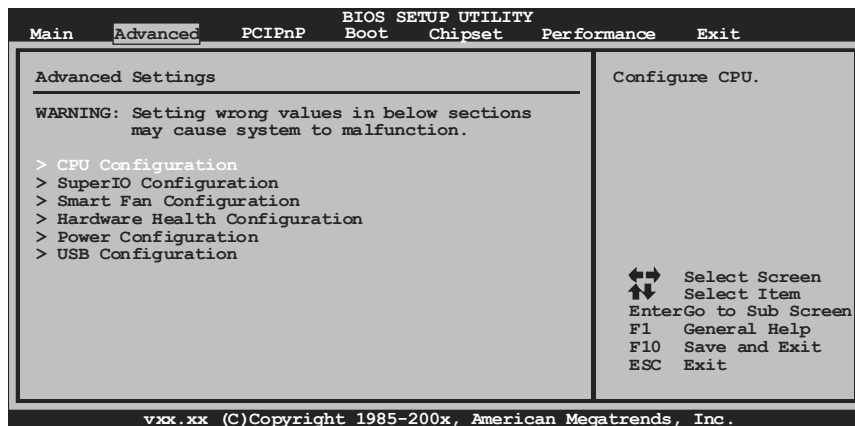 BIOS SETUP UTILITY
Main Advanced PCIPnP Boot Chipset Performance Exit
Advanced Settings
WARNING: Setting wrong values in below sections
may cause system to malfunction.
> CPU Configuration
> SuperIO Configuration
> Smart Fan Configuration
> Hardware Health Configuration
> Power Configuration
> USB Configuration
Configure CPU.
Select Screen
Select Item
EnterGo to Sub Screen
F1 General Help
F10 Save and Exit
ESC Exit
vxx.xx (C)Copyright 1985-200x, American Megatrends, Inc.